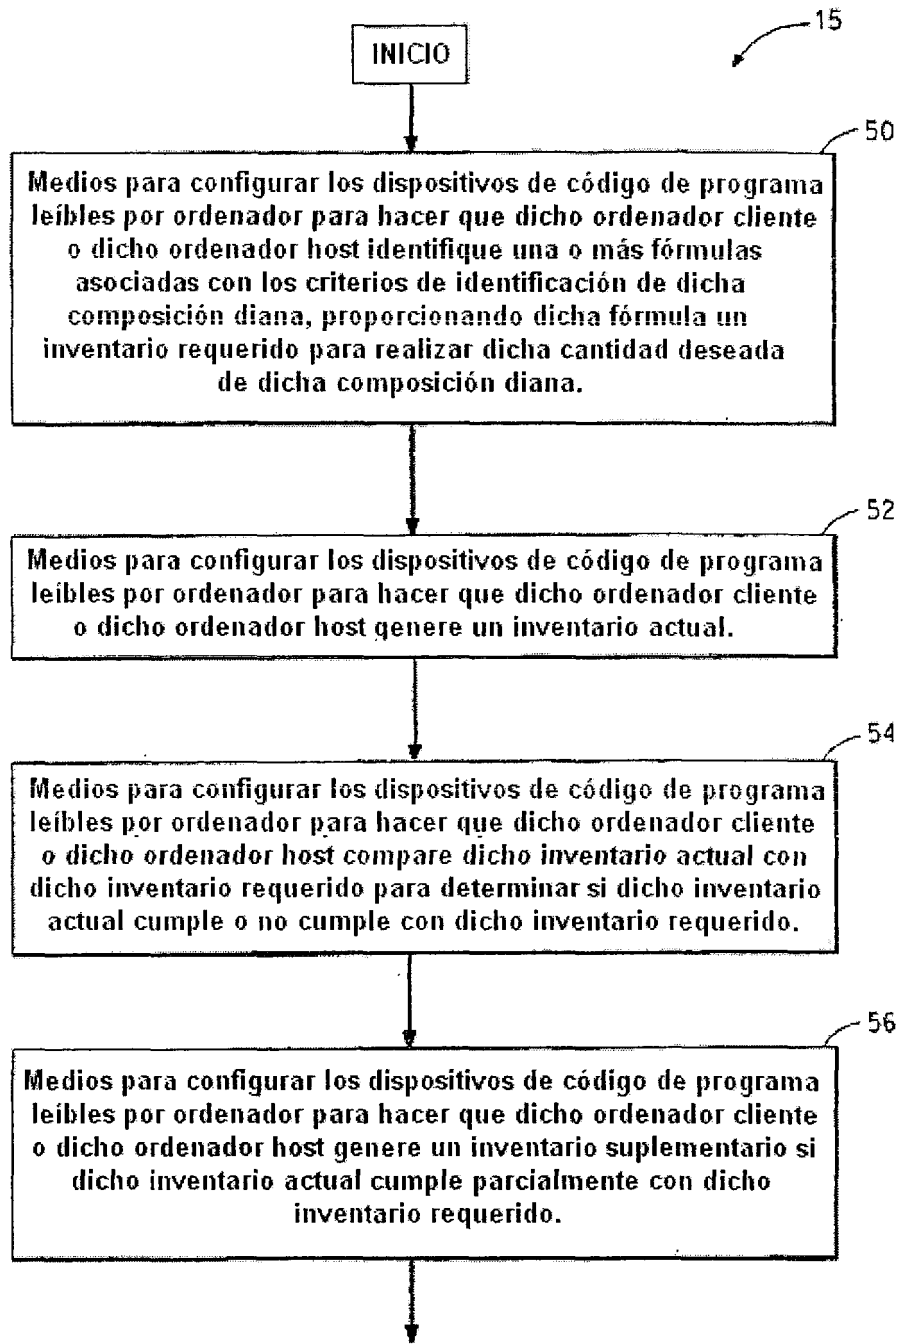 15
INICIO
50
Medios para configurar los dispositivos de código de programa
leíbles por ordenador para hacer que dicho ordenador cliente
o dicho ordenador host identifique una o más fórmulas
asociadas con los criterios de identificación de dicha
composición diana, proporcionando dicha fórmula un
inventario requerido para realizar dicha cantidad deseada
de dicha composición diana.
52
Medios para configurar los dispositivos de código de programa
leíbles por ordenador para hacer que dicho ordenador cliente
o dicho ordenador host genere un inventario actual.
54
Medios para configurar los dispositivos de código de programa
leíbles por ordenador para hacer que dicho ordenador cliente
o dicho ordenador host compare dicho inventario actual con
dicho inventario requerido para determinar si dicho inventario
actual cumple o no cumple con dicho inventario requerido.
56
Medios para configurar los dispositivos de código de programa
leíbles por ordenador para hacer que dicho ordenador cliente
o dicho ordenador host genere un inventario suplementario si
dicho inventario actual cumple parcialmente con dicho
inventario requerido.